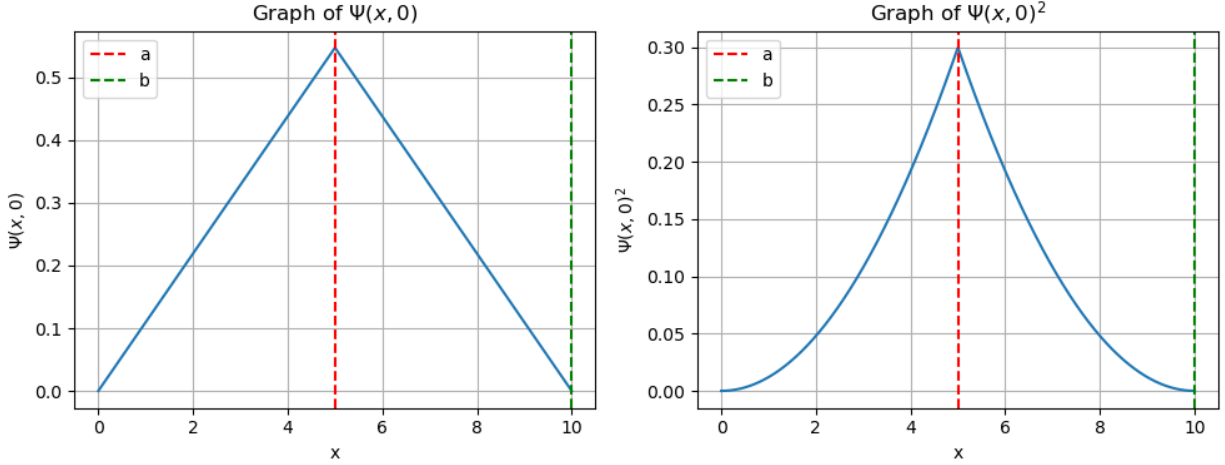 Graph of Ψ(x, 0)
a
b
0.5
0.4
0.3
0.2
0.1
0.0
Ψ(x, 0)
0 2 4 6 8 10
x
Graph of Ψ(x, 0)²
a
b
0.30
0.25
0.20
0.15
0.10
0.05
0.00
Ψ(x, 0)²
0 2 4 6 8 10
x